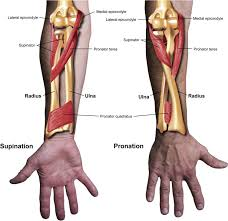 Medial epicondyle
Lateral epicondyle
Supinator
Pronator teres
Radius
Ulna
Pronator quadratus
Supination
Medial epicondyle
Lateral epicondyle
Pronator teres
Radius
Ulna
Pronation